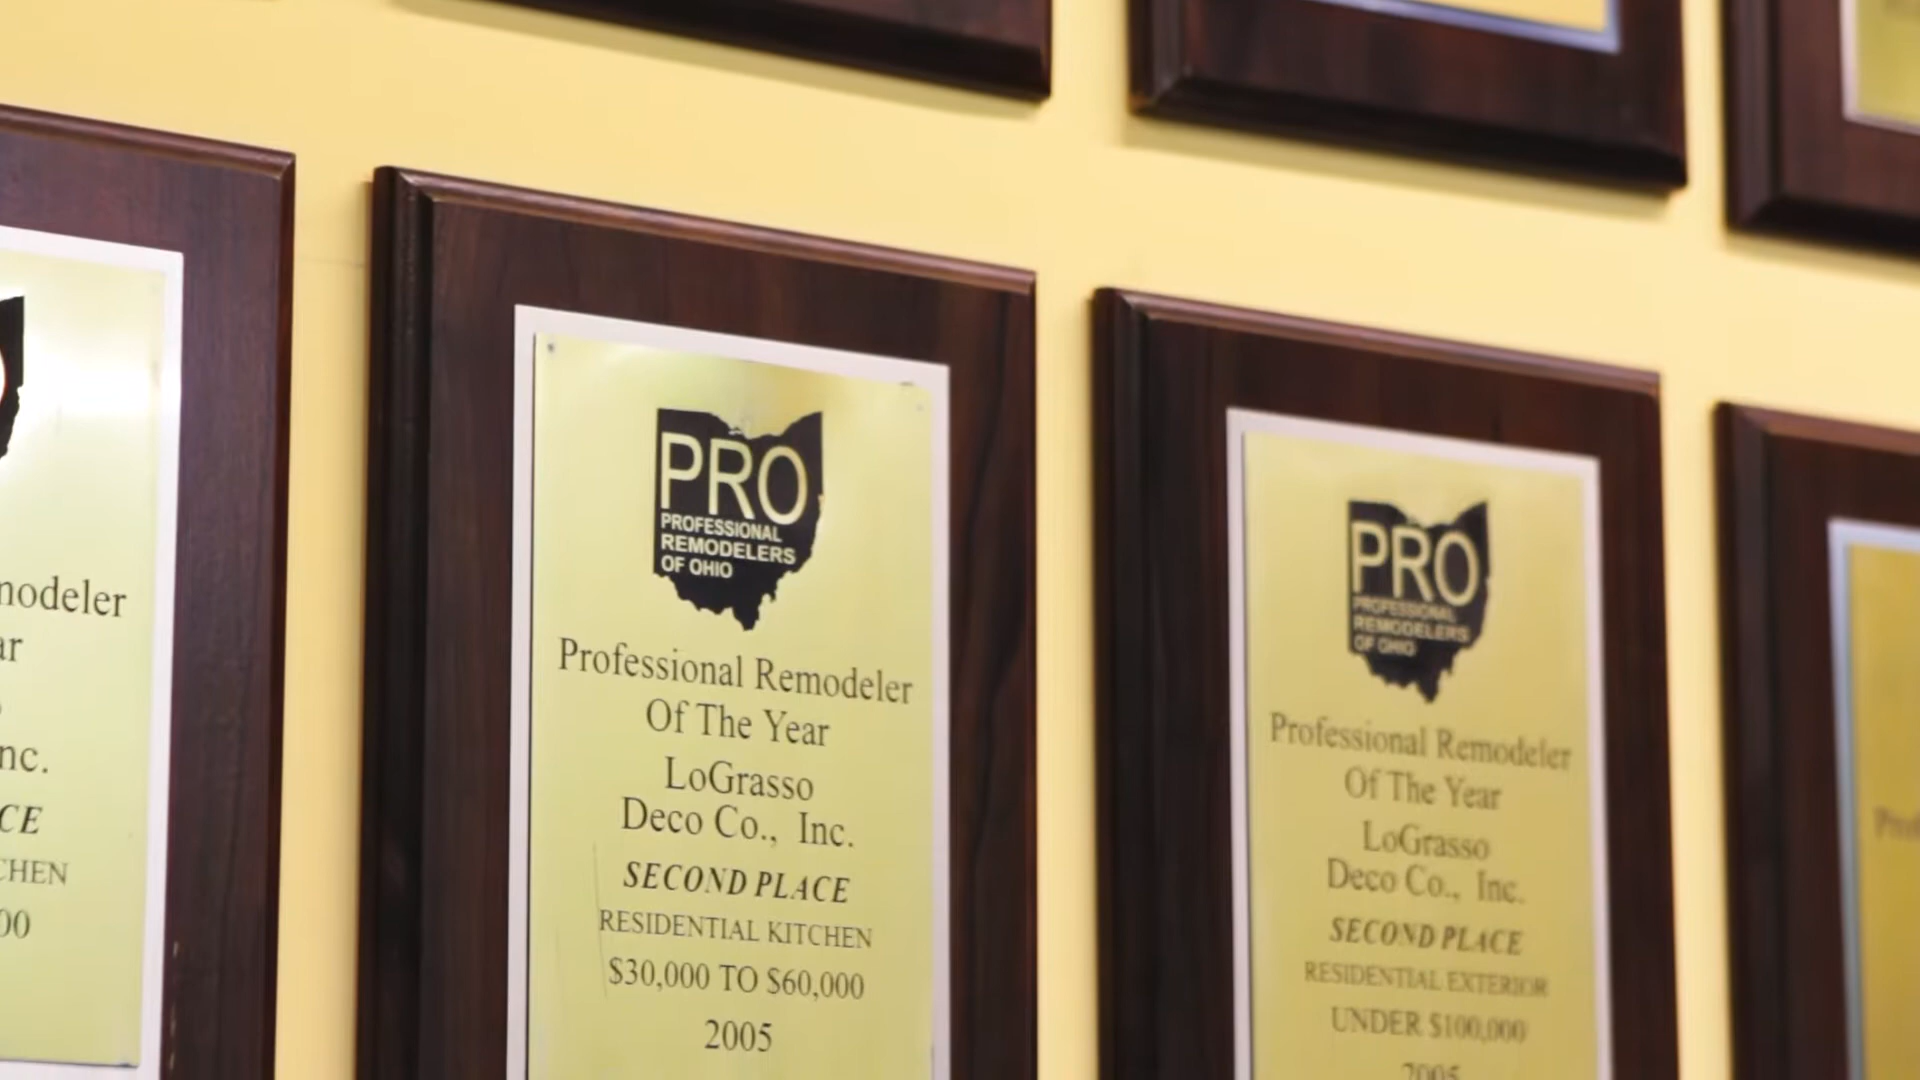 modeler
ar
nc.
CE
CHEN
00
PRO
PROFESSIONAL
REMODELERS
OF OHIO
Professional Remodeler
Of The Year
LoGrasso
Deco Co., Inc.
SECOND PLACE
RESIDENTIAL KITCHEN
$30,000 TO $60,000
2005
PRO
PROFESSIONAL
REMODELERS
OF OHIO
Professional Remodeler
Of The Year
LoGrasso
Deco Co., Inc.
SECOND PLACE
RESIDENTIAL EXTERIOR
UNDER $100,000
2005